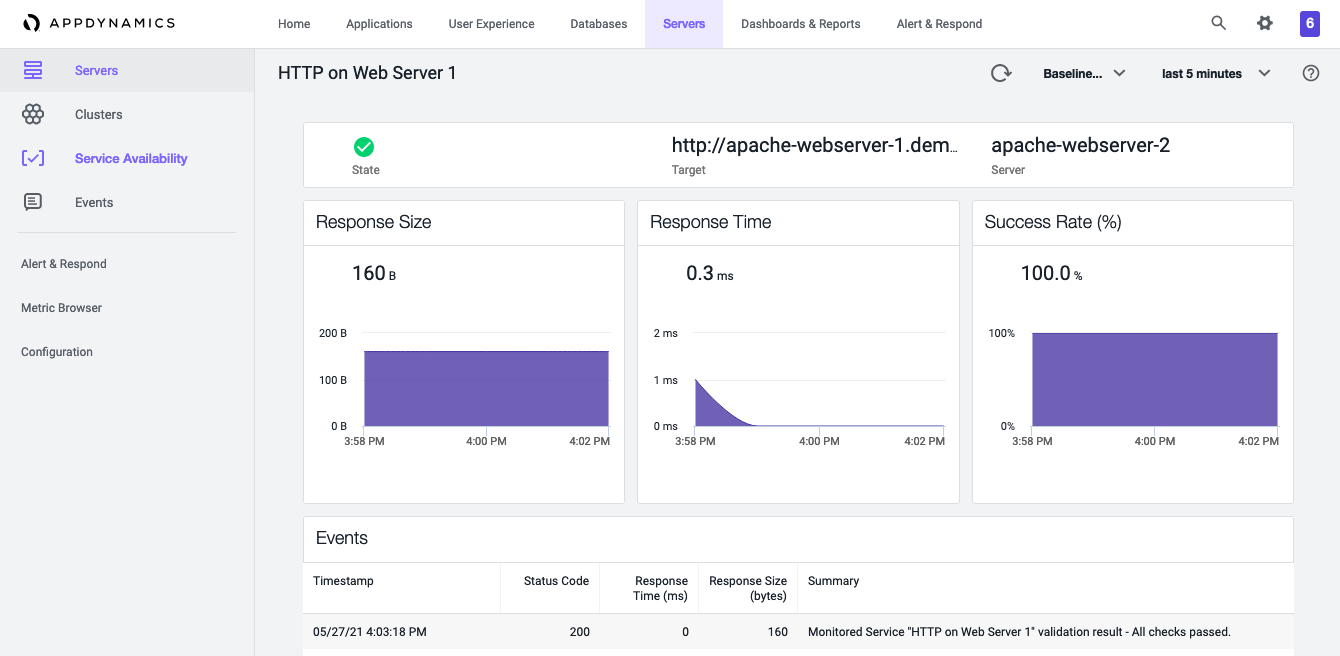 APPDYNAMICS
Home Applications User Experience Databases Servers Dashboards & Reports Alert & Respond 6
Servers
Clusters
Service Availability
Events
Alert & Respond
Metric Browser
Configuration
HTTP on Web Server 1
Baseline... last 5 minutes
State
http://apache-webserver-1.dem...
Target
apache-webserver-2
Server
Response Size
160 B
200 B
100 B
0 B
3:58 PM 4:00 PM 4:02 PM
Response Time
0.3 ms
2 ms
1 ms
0 ms
3:58 PM 4:00 PM 4:02 PM
Success Rate (%)
100.0 %
100%
0%
3:58 PM 4:00 PM 4:02 PM
Events
Timestamp Status Code Response Time (ms) Response Size (bytes) Summary
05/27/21 4:03:18 PM 200 0 160 Monitored Service "HTTP on Web Server 1" validation result - All checks passed.